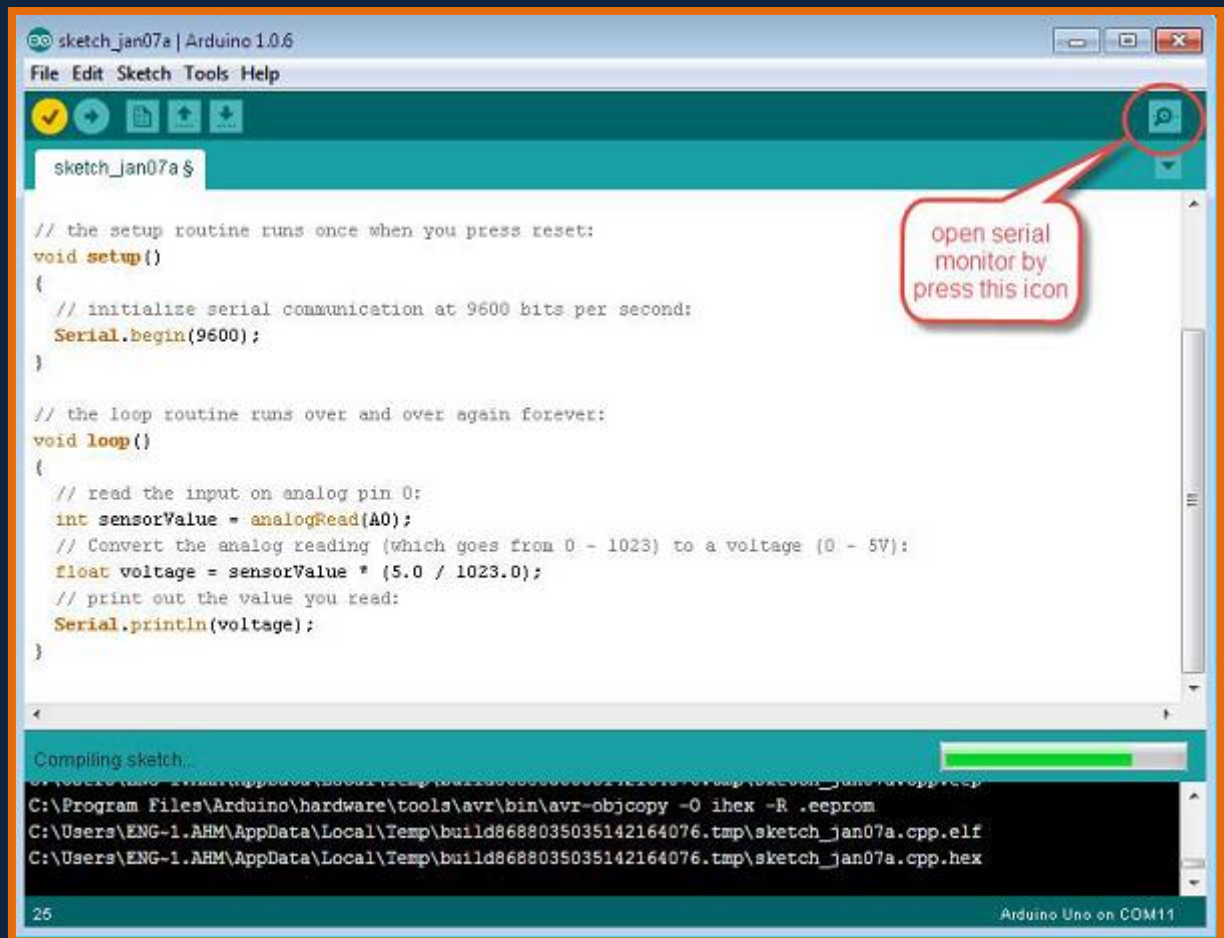 sketch_jan07a | Arduino 1.0.6
File Edit Sketch Tools Help
sketch_jan07a §
open serial
monitor by
press this icon
// the setup routine runs once when you press reset:
void setup()
{
  // initialize serial communication at 9600 bits per second:
  Serial.begin(9600);
}
// the loop routine runs over and over again forever:
void loop()
{
  // read the input on analog pin 0:
  int sensorValue = analogRead(A0);
  // Convert the analog reading (which goes from 0 - 1023) to a voltage (0 - 5V):
  float voltage = sensorValue * (5.0 / 1023.0);
  // print out the value you read:
  Serial.println(voltage);
}
Compiling sketch...
C:\Program Files\Arduino\hardware\tools\avr\bin\avr-objcopy -O ihex -R .eeprom
C:\Users\ENG-1.AHM\AppData\Local\Temp\build8688035035142164076.tmp\sketch_jan07a.cpp.elf
C:\Users\ENG-1.AHM\AppData\Local\Temp\build8688035035142164076.tmp\sketch_jan07a.cpp.hex
25
Arduino Uno on COM11